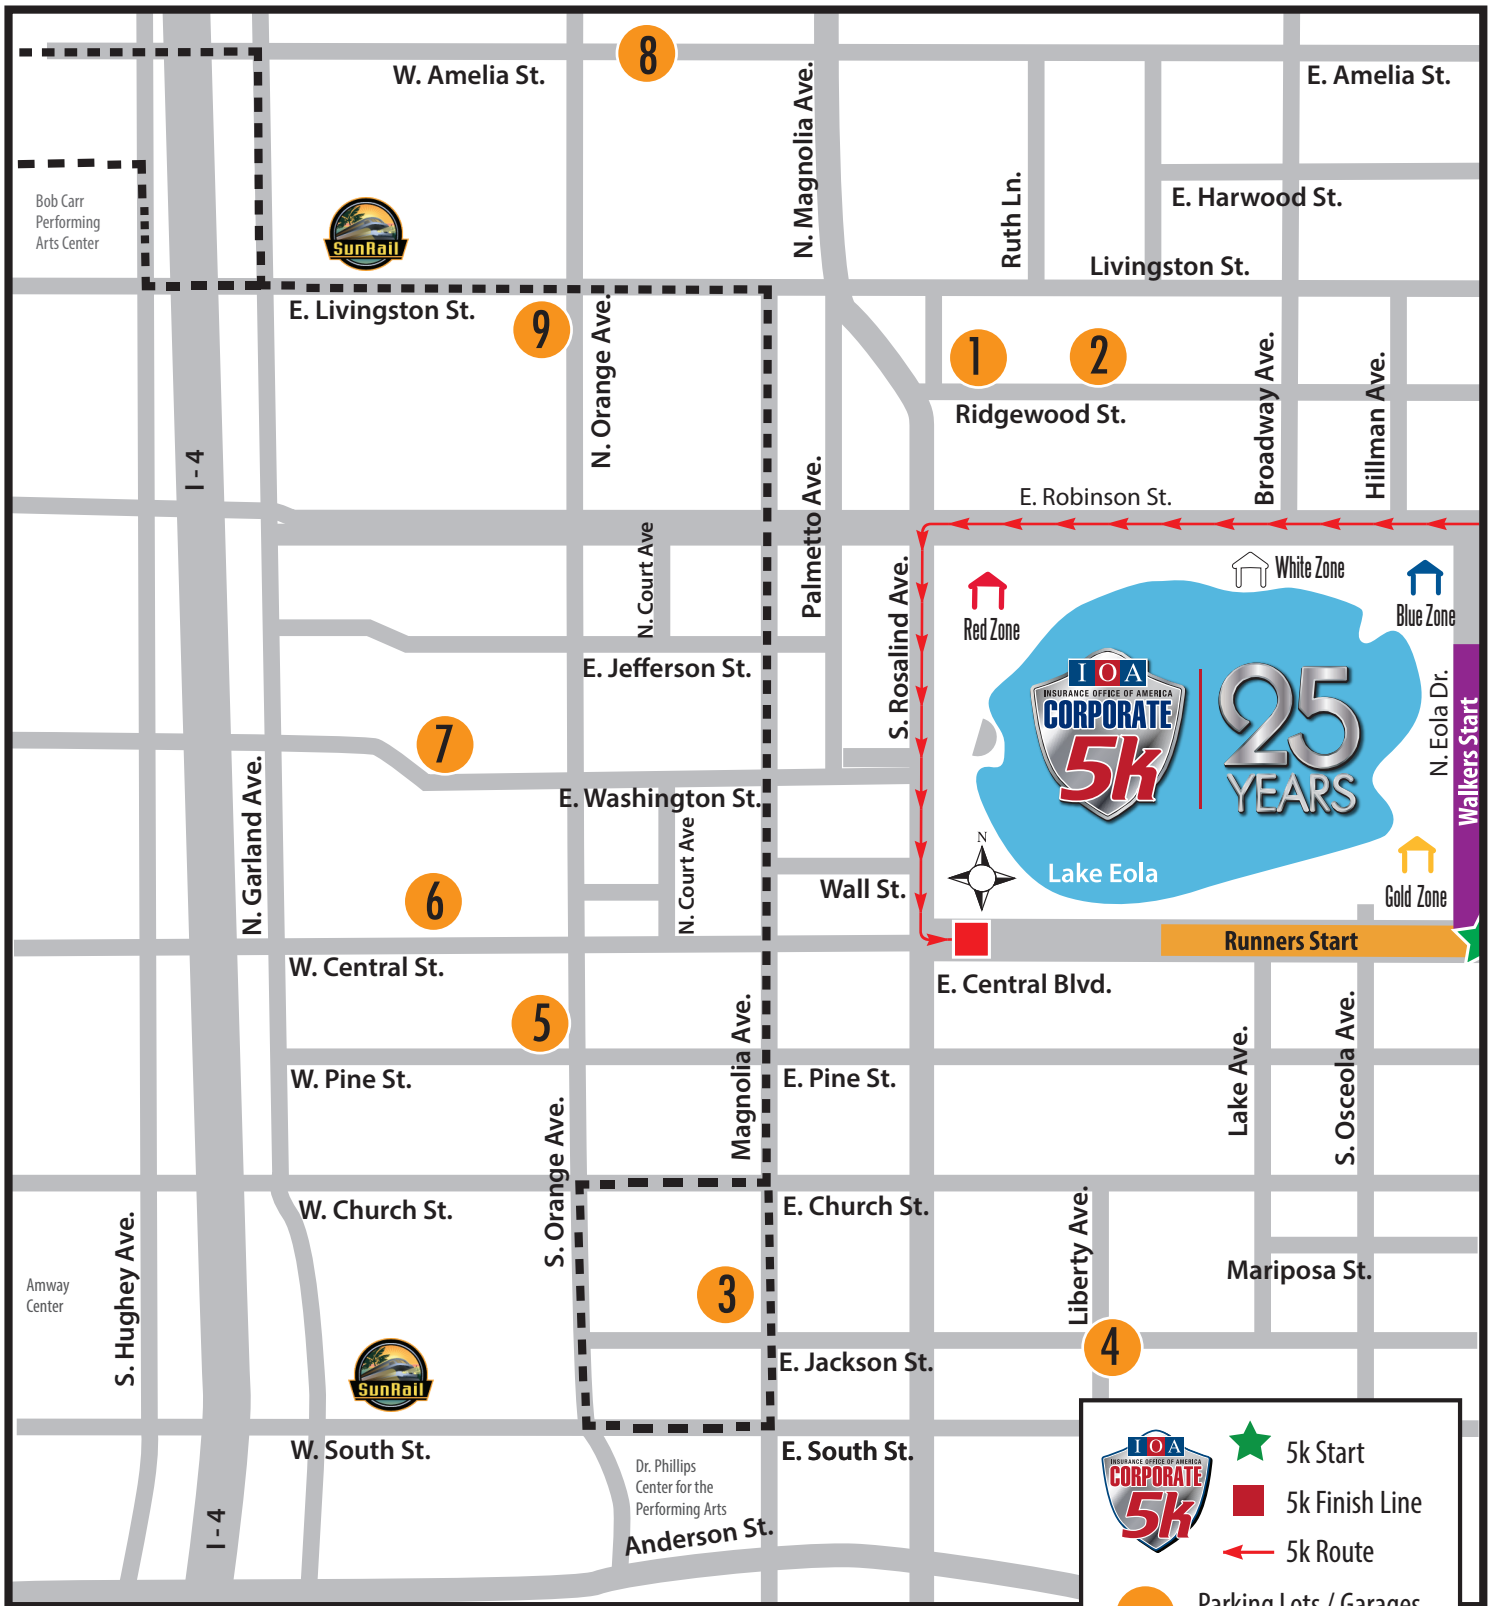 8
W. Amelia St.
E. Amelia St.
N. Magnolia Ave.
Bob Carr
Performing
Arts Center
SunRail
Ruth Ln.
E. Harwood St.
Livingston St.
E. Livingston St.
9
N. Orange Ave.
1
2
Ridgewood St.
Broadway Ave.
Hillman Ave.
I - 4
Palmetto Ave.
E. Robinson St.
N. Court Ave
S. Rosalind Ave.
Red Zone
White Zone
Blue Zone
E. Jefferson St.
IOA
INSURANCE OFFICE OF AMERICA
CORPORATE
5k
25
YEARS
N. Eola Dr.
Walkers Start
7
E. Washington St.
N. Garland Ave.
N. Court Ave
N
Lake Eola
Gold Zone
6
Wall St.
W. Central St.
Runners Start
E. Central Blvd.
5
Magnolia Ave.
Lake Ave.
S. Osceola Ave.
W. Pine St.
E. Pine St.
S. Orange Ave.
W. Church St.
E. Church St.
Liberty Ave.
Mariposa St.
Amway
Center
S. Hughey Ave.
3
4
SunRail
E. Jackson St.
W. South St.
E. South St.
Dr. Phillips
Center for the
Performing Arts
Anderson St.
I - 4
IOA
INSURANCE OFFICE OF AMERICA
CORPORATE
5k
5k Start
5k Finish Line
5k Route
Parking Lots / Garages